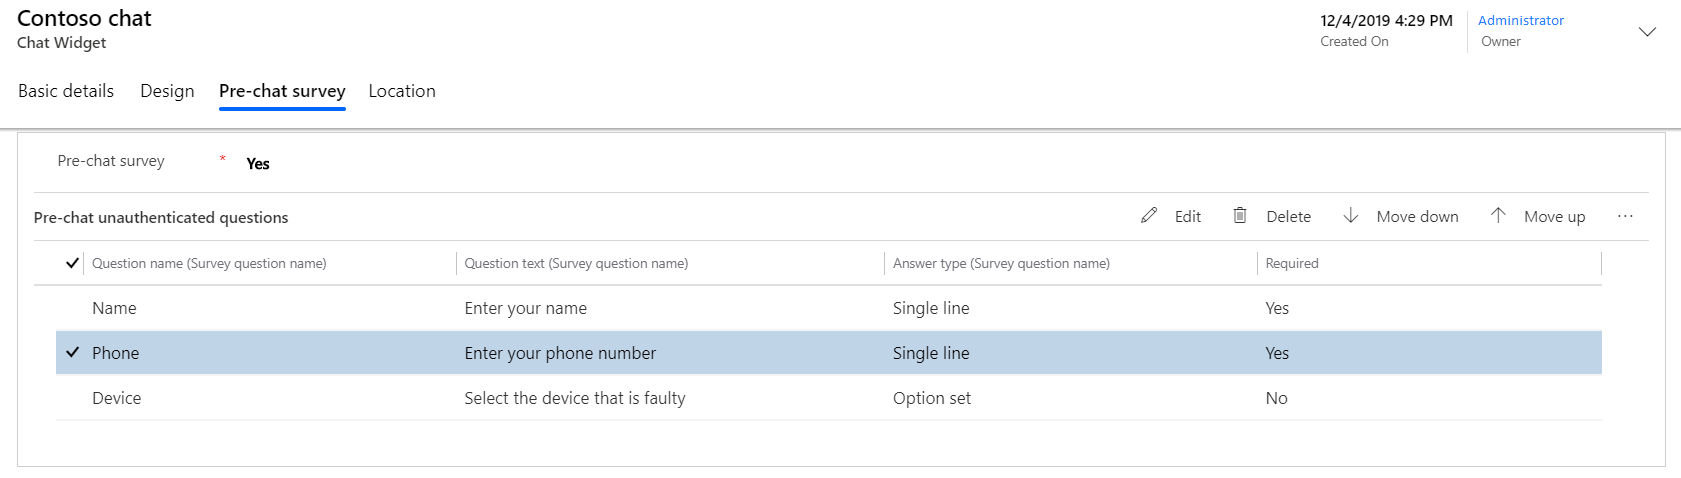 Contoso chat
Chat Widget
12/4/2019 4:29 PM
Created On
Administrator
Owner
Basic details Design Pre-chat survey Location
Pre-chat survey * Yes
Pre-chat unauthenticated questions Edit Delete Move down Move up ...
Question name (Survey question name) Question text (Survey question name) Answer type (Survey question name) Required
Name Enter your name Single line Yes
Phone Enter your phone number Single line Yes
Device Select the device that is faulty Option set No